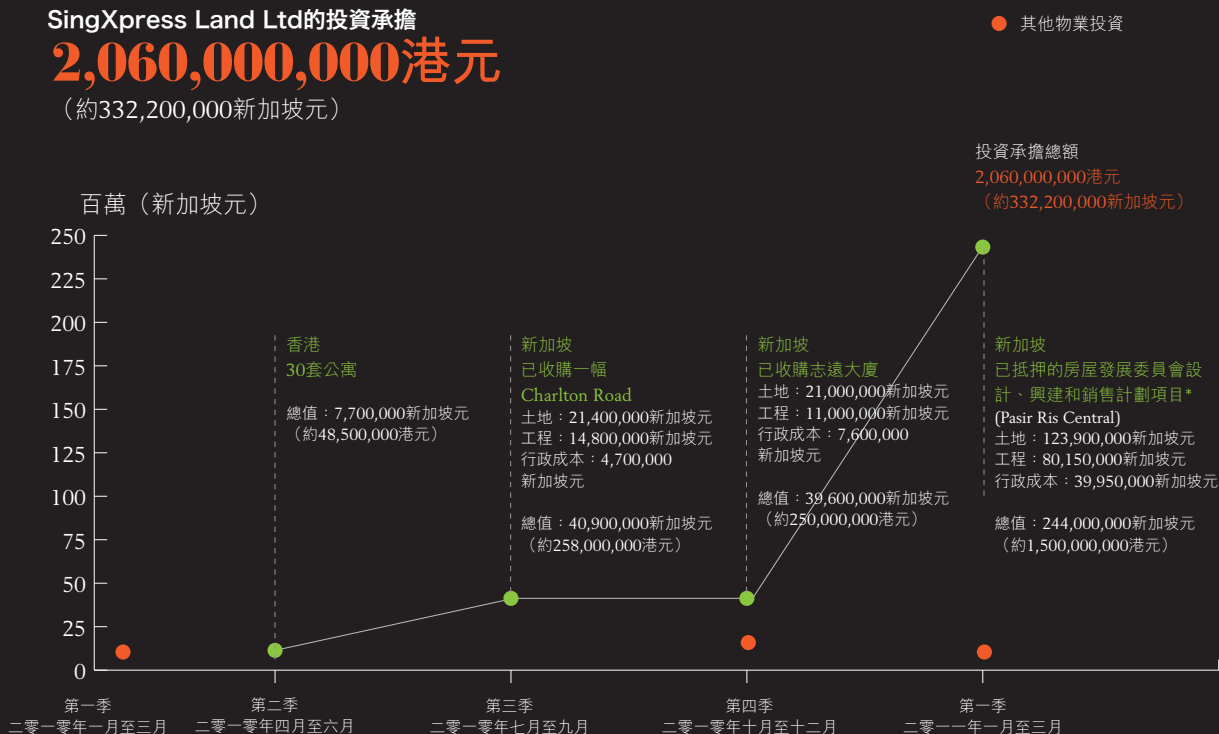 SingXpress Land Ltd的投資承擔
2,060,000,000港元
（約332,200,000新加坡元）
其他物業投資
投資承擔總額
2,060,000,000港元
（約332,200,000新加坡元）
百萬（新加坡元）
250
225
200
175
150
125
100
75
50
25
0
香港
30套公寓
總值：7,700,000新加坡元
（約48,500,000港元）
新加坡
已收購一幅
Charlton Road
土地：21,400,000新加坡元
工程：14,800,000新加坡元
行政成本：4,700,000
新加坡元
總值：40,900,000新加坡元
（約258,000,000港元）
新加坡
已收購志遠大廈
土地：21,000,000新加坡元
工程：11,000,000新加坡元
行政成本：7,600,000
新加坡元
總值：39,600,000新加坡元
（約250,000,000港元）
新加坡
已抵押的房屋發展委員會設
計、興建和銷售計劃項目*
(Pasir Ris Central)
土地：123,900,000新加坡元
工程：80,150,000新加坡元
行政成本：39,950,000新加坡元
總值：244,000,000新加坡元
（約1,500,000,000港元）
第一季
二零一零年一月至三月
第二季
二零一零年四月至六月
第三季
二零一零年七月至九月
第四季
二零一零年十月至十二月
第一季
二零一一年一月至三月